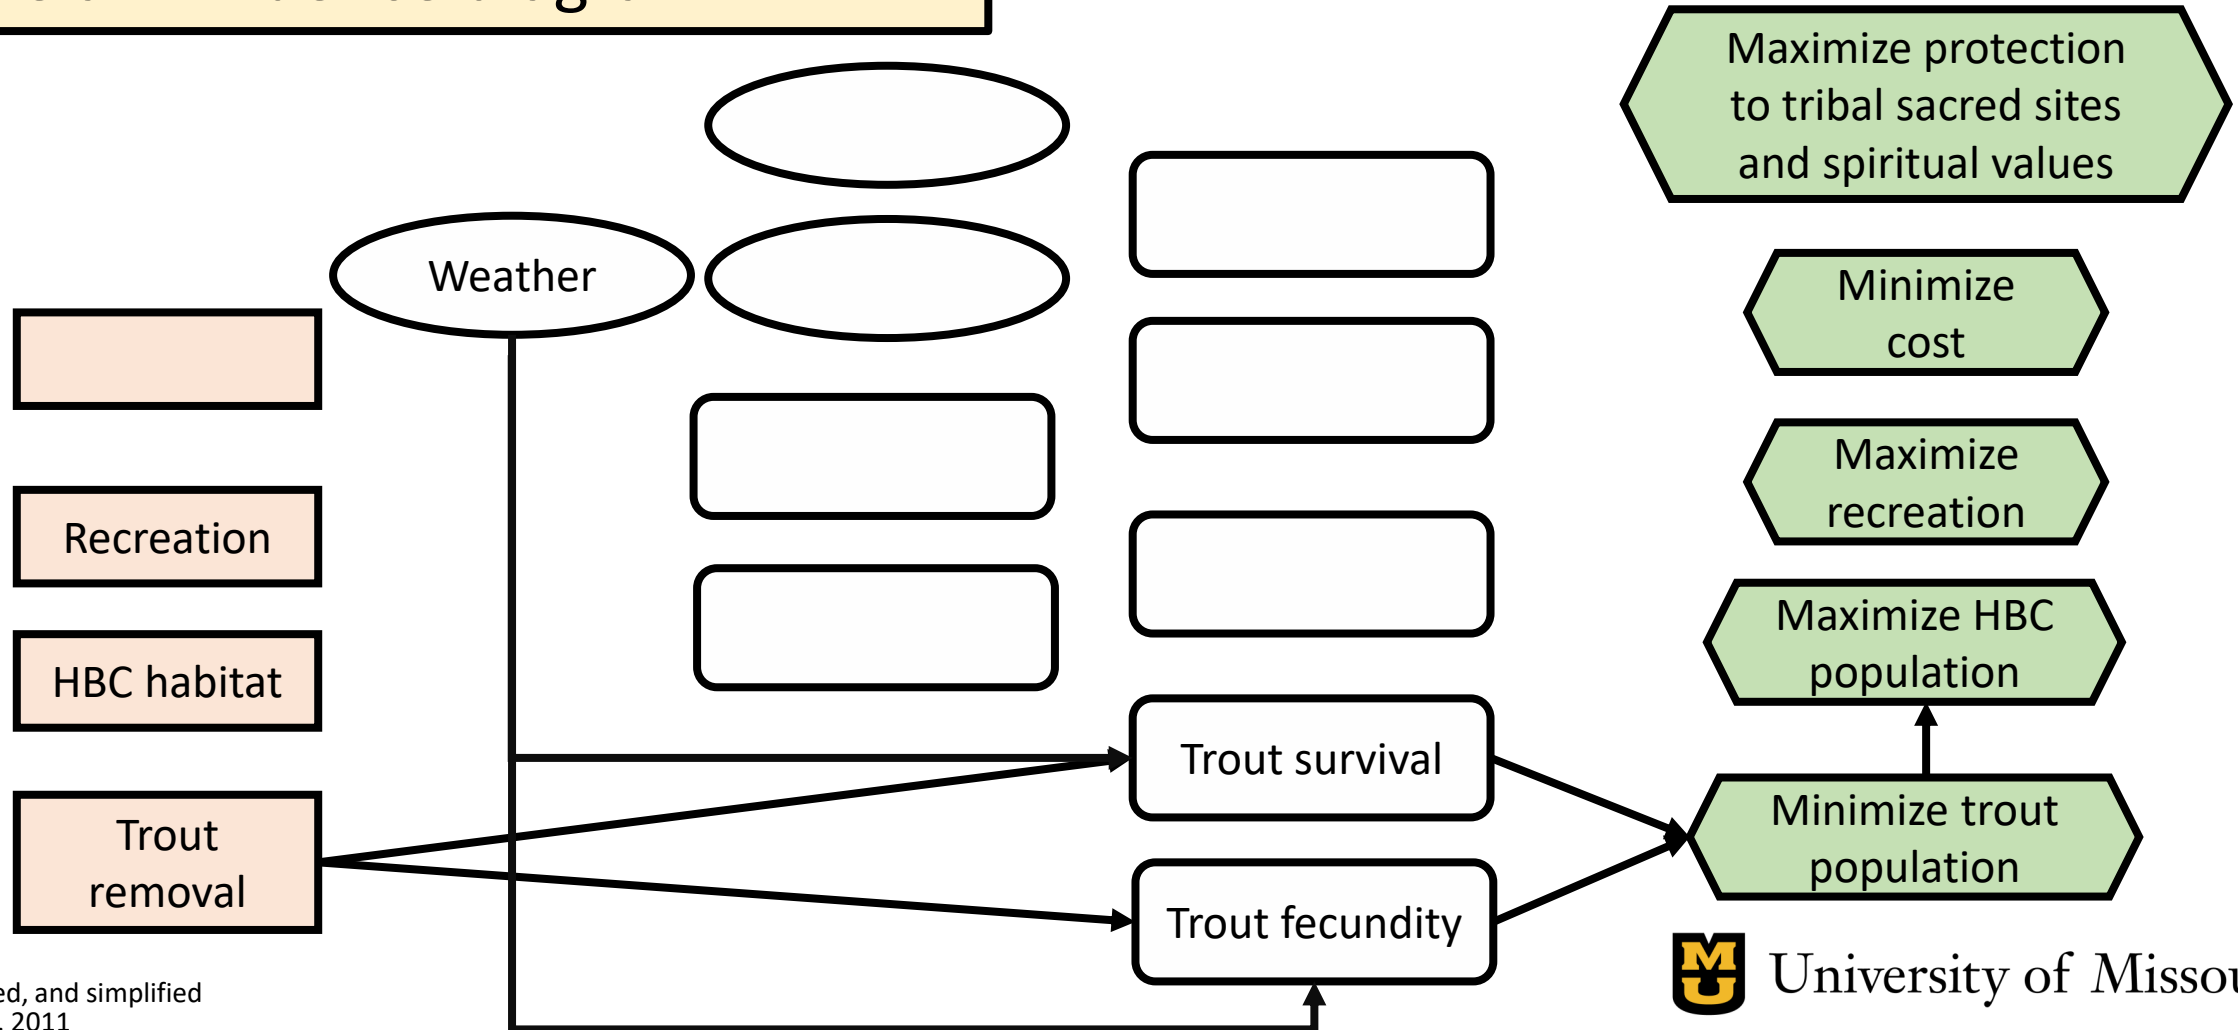 Maximize protection
to tribal sacred sites
and spiritual values
Weather
Minimize
cost
Maximize
recreation
Recreation
Maximize HBC
population
HBC habitat
Trout survival
Trout
removal
Minimize trout
population
Trout fecundity
University of Missou
ed, and simplified
2011